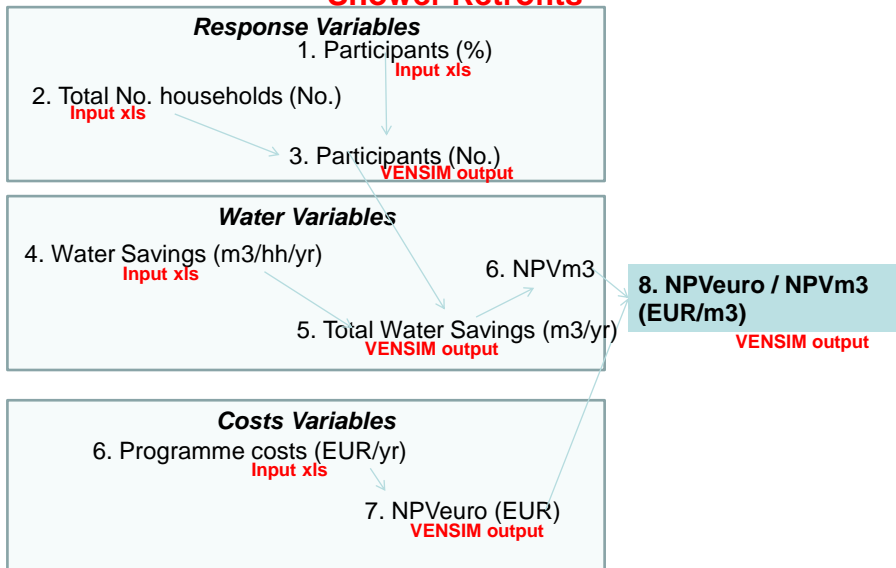 Shower Retrofits
Response Variables
1. Participants (%)
Input xls
2. Total No. households (No.)
Input xls
3. Participants (No.)
VENSIM output
Water Variables
4. Water Savings (m3/hh/yr)
Input xls
6. NPVm3
5. Total Water Savings (m3/yr)
VENSIM output
8. NPVeuro / NPVm3
(EUR/m3)
VENSIM output
Costs Variables
6. Programme costs (EUR/yr)
Input xls
7. NPVeuro (EUR)
VENSIM output